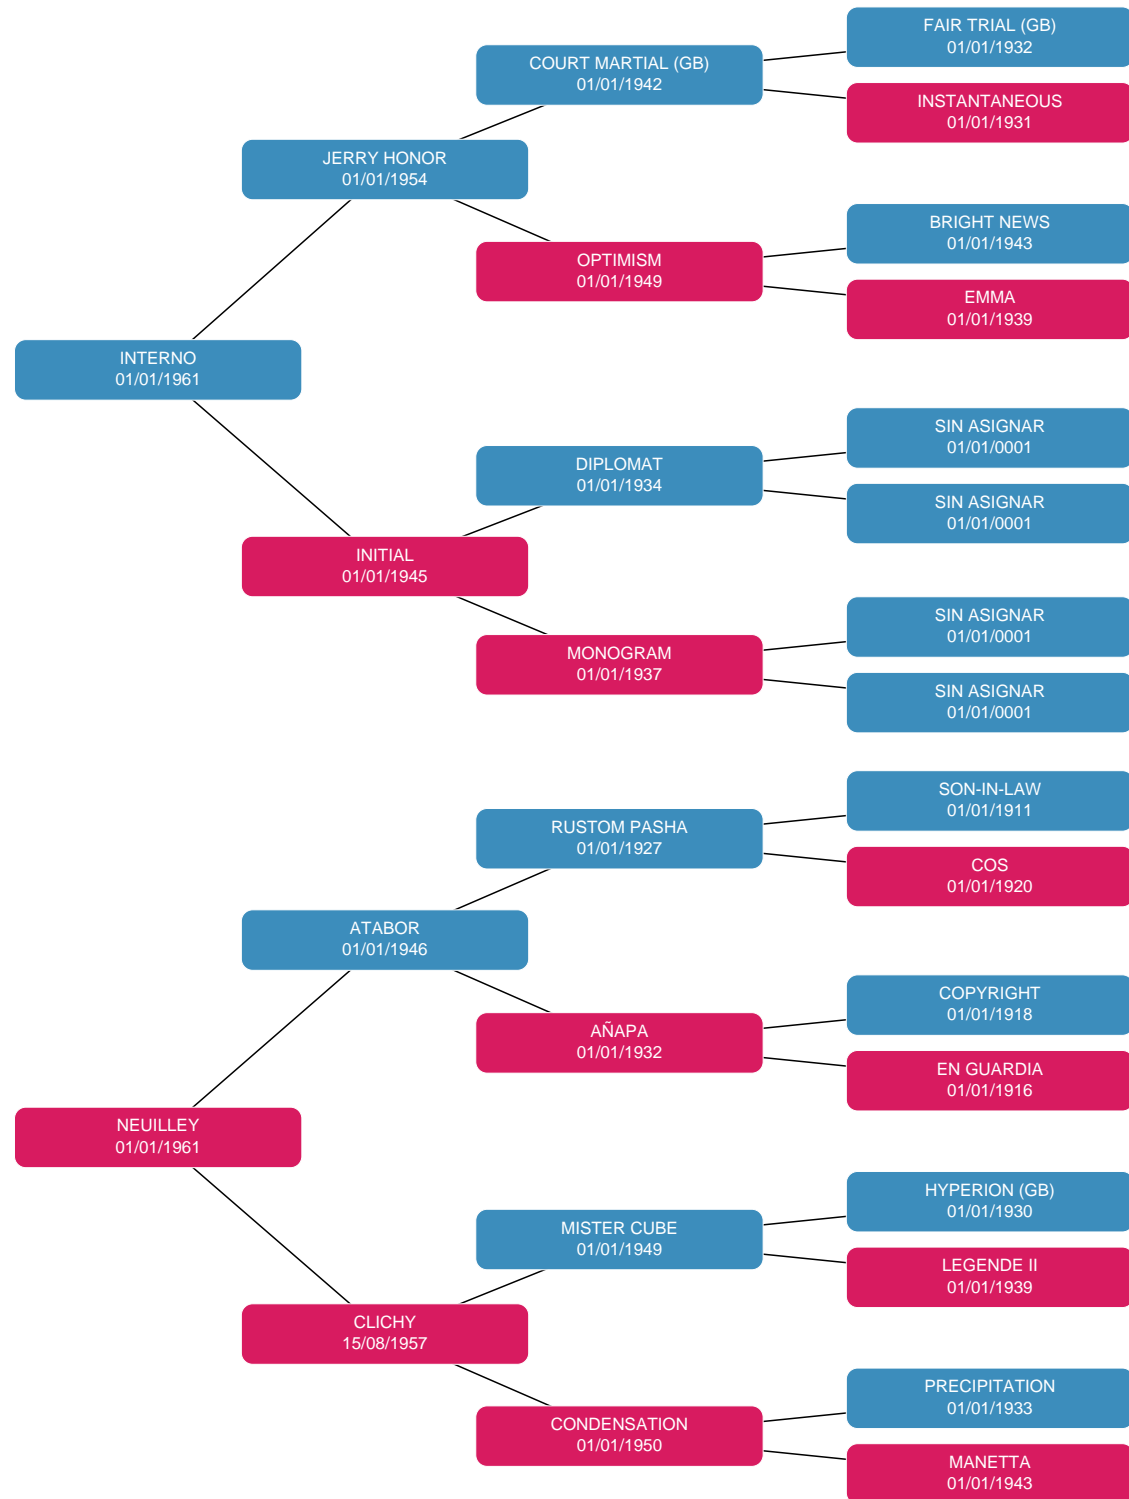 FAIR TRIAL (GB)
01/01/1932
COURT MARTIAL (GB)
01/01/1942
INSTANTANEOUS
01/01/1931
JERRY HONOR
01/01/1954
BRIGHT NEWS
01/01/1943
OPTIMISM
01/01/1949
EMMA
01/01/1939
INTERNO
01/01/1961
SIN ASIGNAR
01/01/0001
DIPLOMAT
01/01/1934
SIN ASIGNAR
01/01/0001
INITIAL
01/01/1945
SIN ASIGNAR
01/01/0001
MONOGRAM
01/01/1937
SIN ASIGNAR
01/01/0001
SON-IN-LAW
01/01/1911
RUSTOM PASHA
01/01/1927
COS
01/01/1920
ATABOR
01/01/1946
COPYRIGHT
01/01/1918
AÑAPA
01/01/1932
EN GUARDIA
01/01/1916
NEUILLEY
01/01/1961
HYPERION (GB)
01/01/1930
MISTER CUBE
01/01/1949
LEGENDE II
01/01/1939
CLICHY
15/08/1957
PRECIPITATION
01/01/1933
CONDENSATION
01/01/1950
MANETTA
01/01/1943